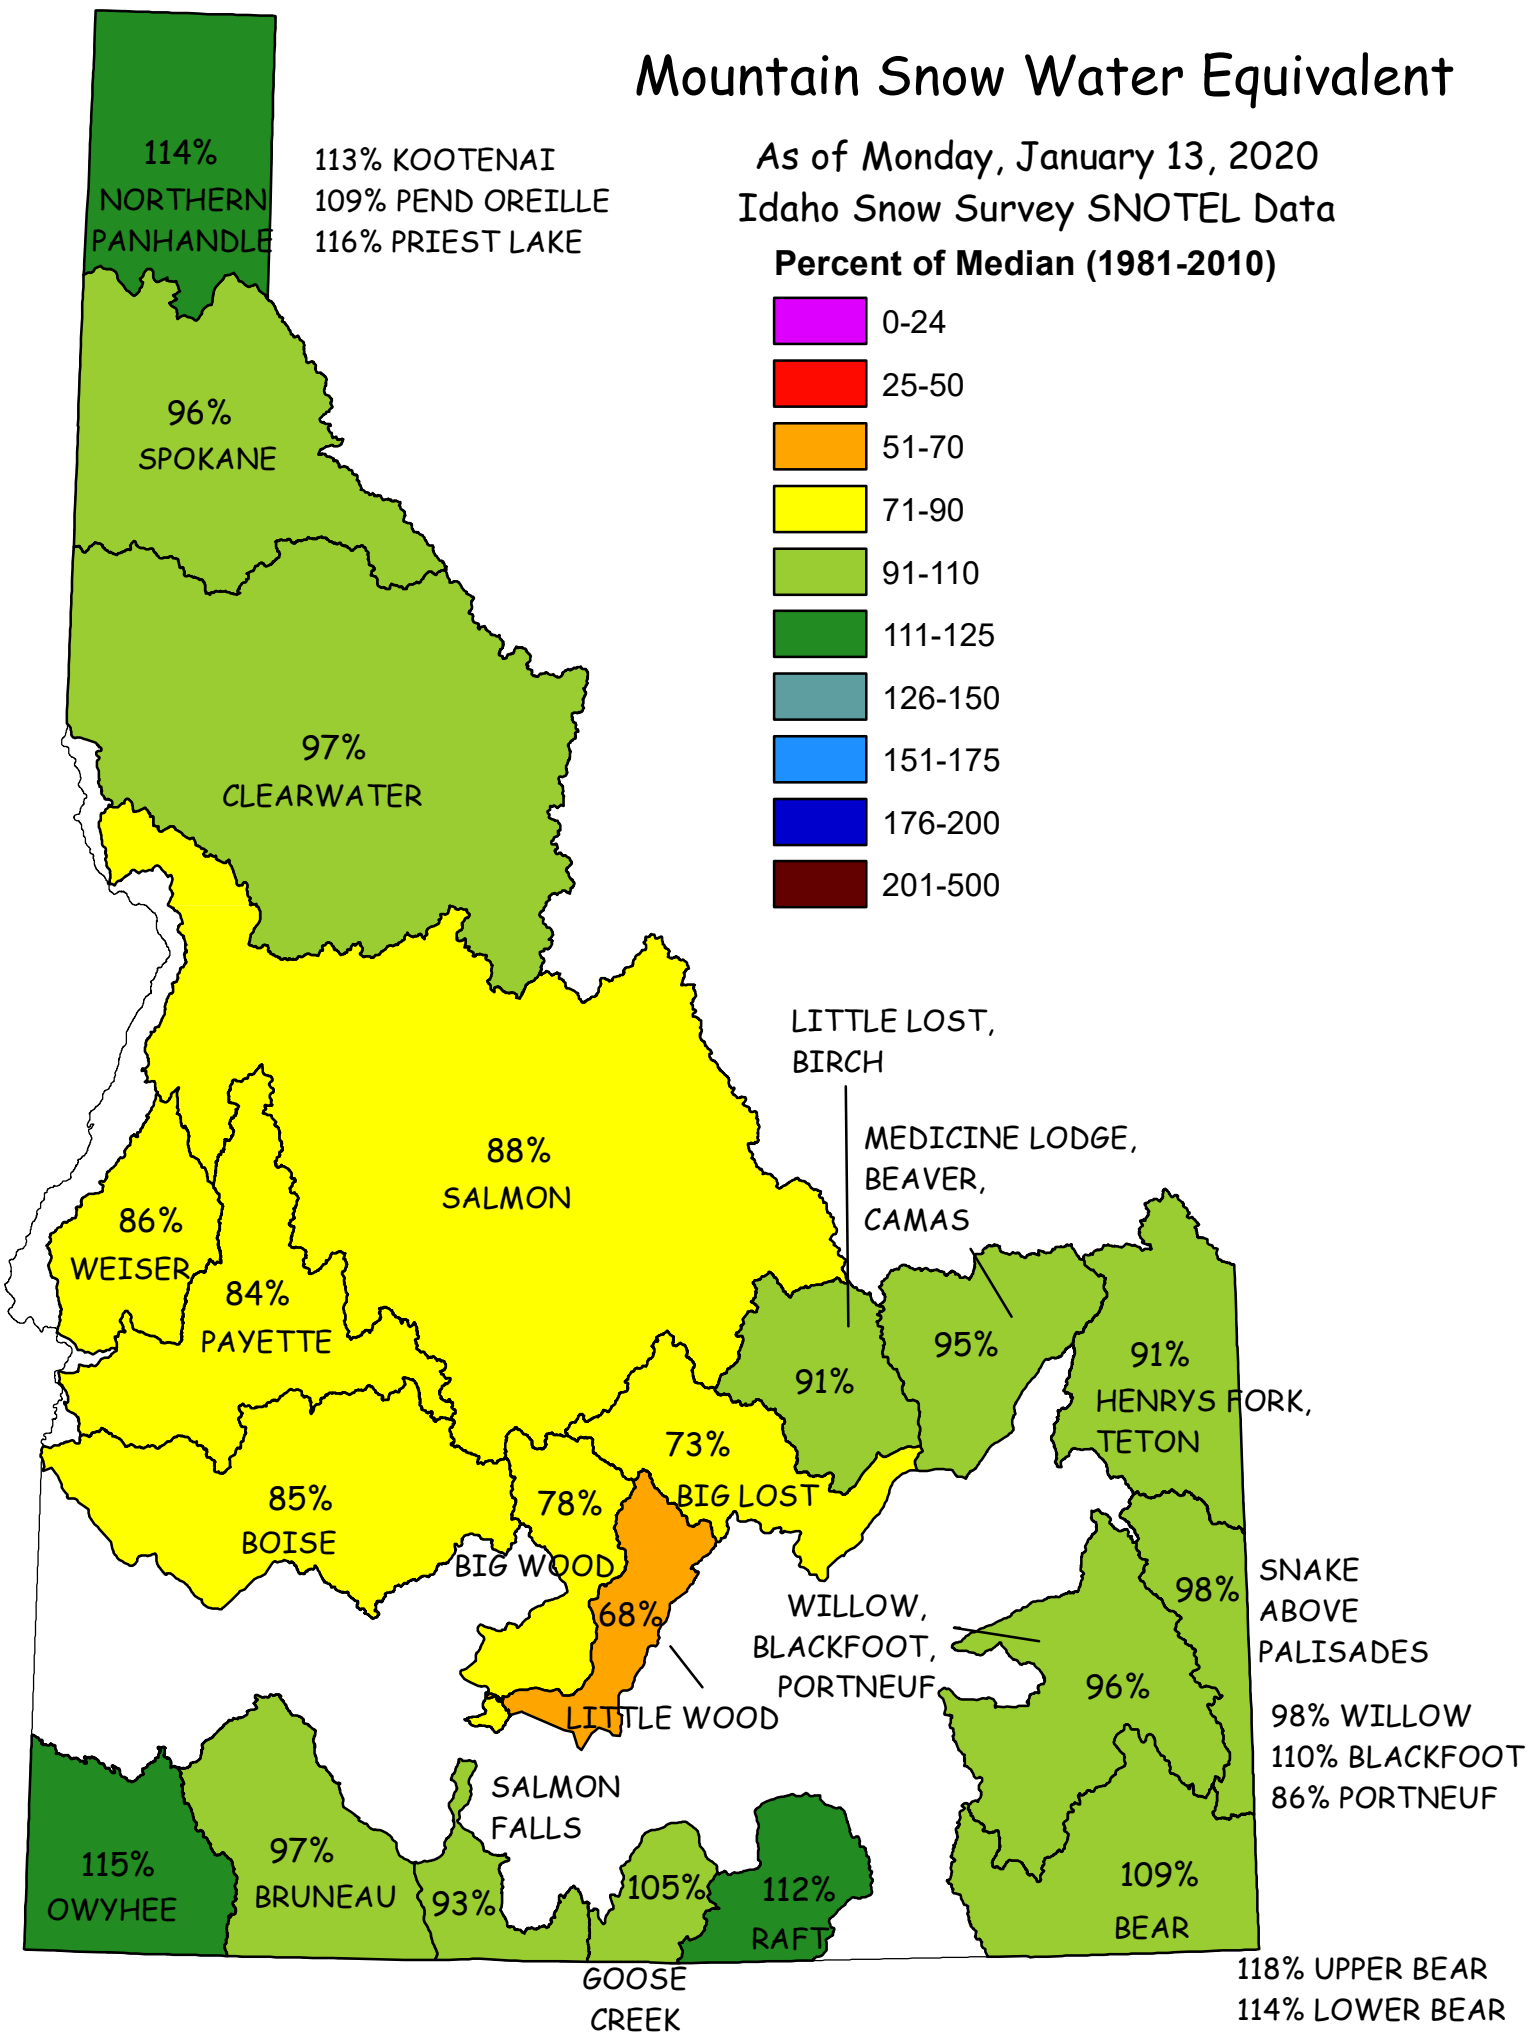 Mountain Snow Water Equivalent
As of Monday, January 13, 2020
Idaho Snow Survey SNOTEL Data
Percent of Median (1981-2010)
0-24
25-50
51-70
71-90
91-110
111-125
126-150
151-175
176-200
201-500
114%
NORTHERN
PANHANDLE
113% KOOTENAI
109% PEND OREILLE
116% PRIEST LAKE
96%
SPOKANE
97%
CLEARWATER
88%
SALMON
86%
WEISER
84%
PAYETTE
85%
BOISE
78%
BIG WOOD
73%
BIG LOST
68%
LITTLE WOOD
LITTLE LOST,
BIRCH
91%
MEDICINE LODGE,
BEAVER,
CAMAS
95%
91%
HENRYS FORK,
TETON
98%
SNAKE
ABOVE
PALISADES
WILLOW,
BLACKFOOT,
PORTNEUF
96%
98% WILLOW
110% BLACKFOOT
86% PORTNEUF
115%
OWYHEE
97%
BRUNEAU
SALMON
FALLS
93%
105%
GOOSE
CREEK
112%
RAFT
109%
BEAR
118% UPPER BEAR
114% LOWER BEAR